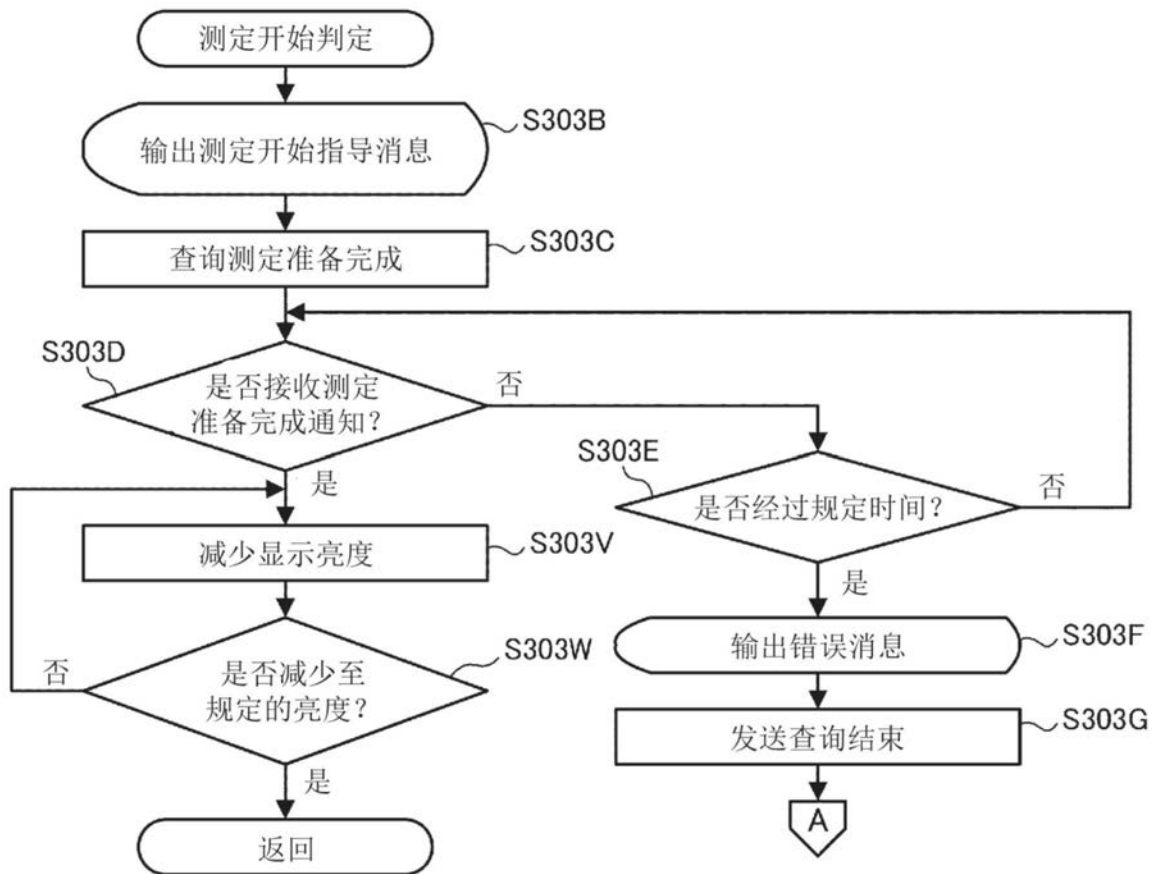 测定开始判定
S303B
输出测定开始指导消息
S303C
查询测定准备完成
S303D
是否接收测定
准备完成通知?
否
是
S303E
是否经过规定时间?
否
是
S303V
减少显示亮度
S303W
是否减少至
规定的亮度?
否
是
返回
S303F
输出错误消息
S303G
发送查询结束
A